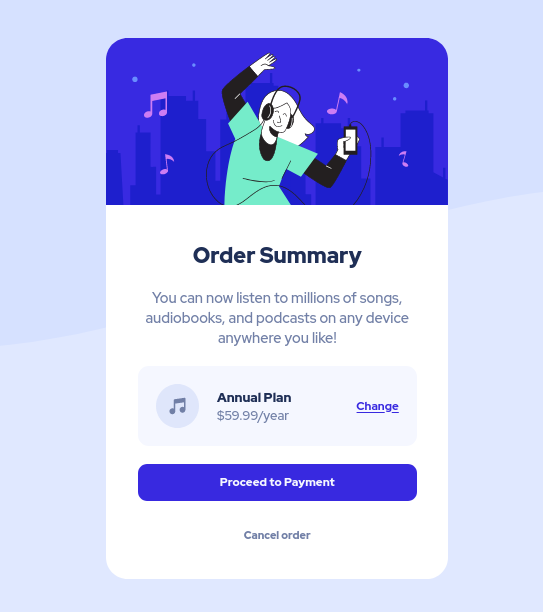 Order Summary
You can now listen to millions of songs,
audiobooks, and podcasts on any device
anywhere you like!
Annual Plan
$59.99/year
Change
Proceed to Payment
Cancel order